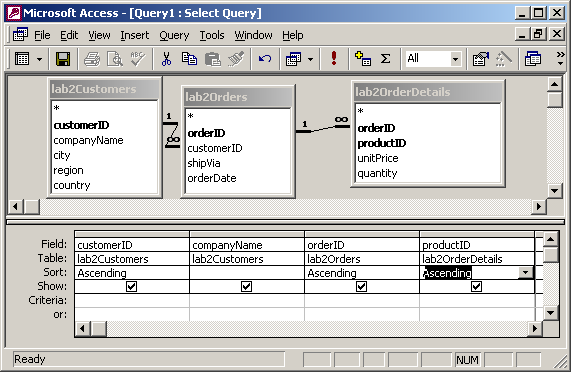 Microsoft Access - [Query1 : Select Query]
File Edit View Insert Query Tools Window Help
All
lab2Customers
*
customerID
companyName
city
region
country
1
∞
lab2Orders
*
orderID
customerID
shipVia
orderDate
1
∞
lab2OrderDetails
*
orderID
productID
unitPrice
quantity
Field: customerID companyName orderID productID
Table: lab2Customers lab2Customers lab2Orders lab2OrderDetails
Sort: Ascending Ascending Ascending
Show:
Criteria:
or:
Ready NUM